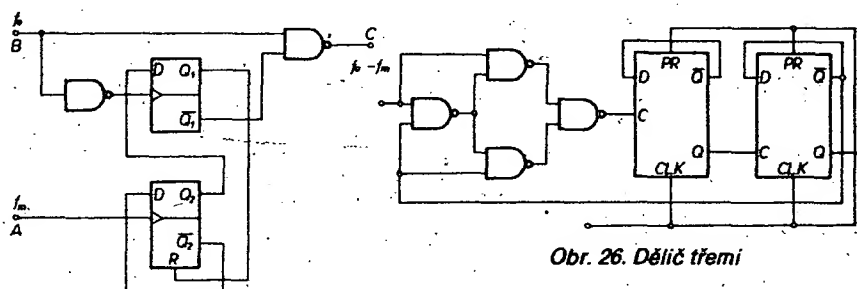 f₀
B
C
f₀ - fₘ
D Q₁
Q̅₁
fₘ
A
D Q₂
Q̅₂
R
PR
D Q̅
C Q
CLK
PR
D Q̅
C Q
CLK
Obr. 26. Dělič třemi